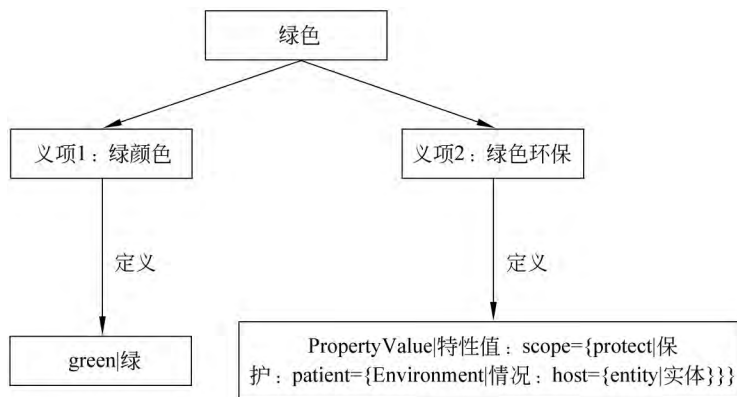 绿色
义项1：绿颜色
义项2：绿色环保
定义
定义
green|绿
PropertyValue|特性值：scope={protect|保
护：patient={Environment|情况：host={entity|实体}}}